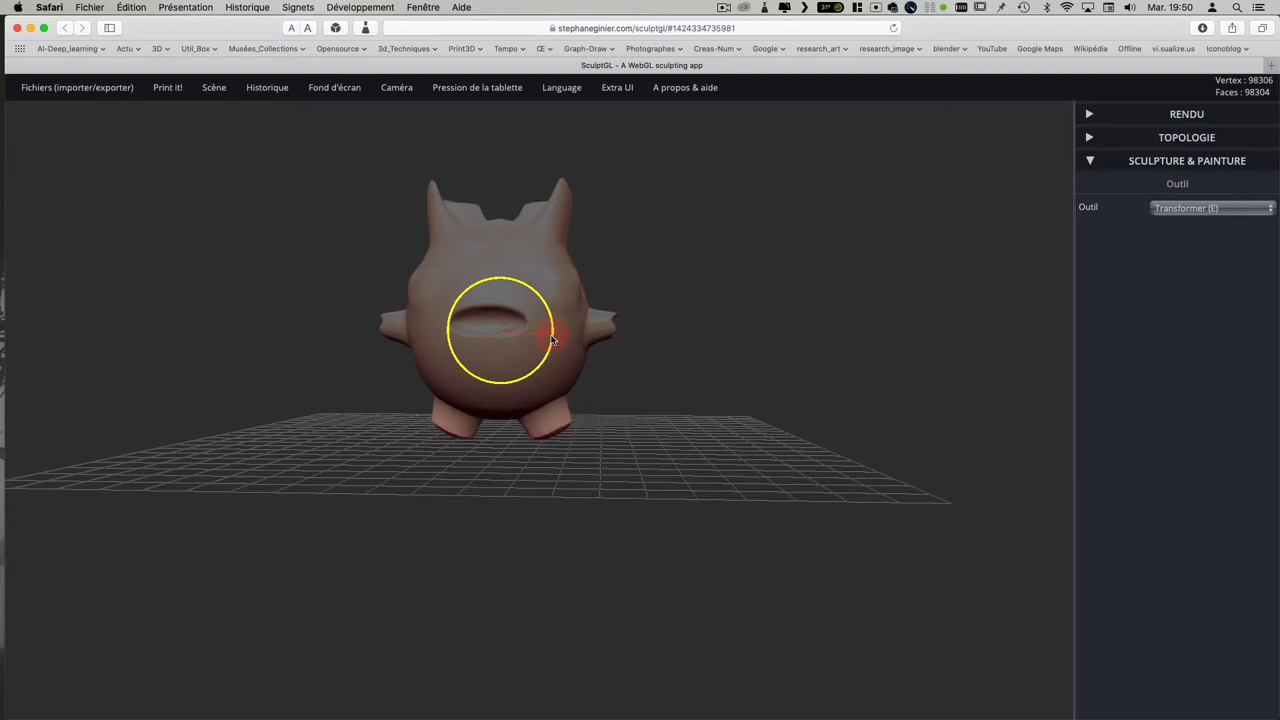 Safari Fichier Édition Présentation Historique Signets Développement Fenêtre Aide 31° Mar. 19:50
A A stephaneginier.com/sculptgl/#1424334735981
AI-Deep_learning Actu 3D Util_Box Musées_Collections Opensource 3d_Techniques Print3D Tempo Œ Graph-Draw Photographes Creas-Num Google research_art research_image blender YouTube Google Maps Wikipédia Offline vi.sualize.us Iconoblog
SculptGL - A WebGL sculpting app
Fichiers (importer/exporter) Print it! Scène Historique Fond d'écran Caméra Pression de la tablette Language Extra UI A propos & aide
Vertex : 98306
Faces : 98304
RENDU
TOPOLOGIE
SCULPTURE & PAINTURE
Outil
Outil Transformer (E)